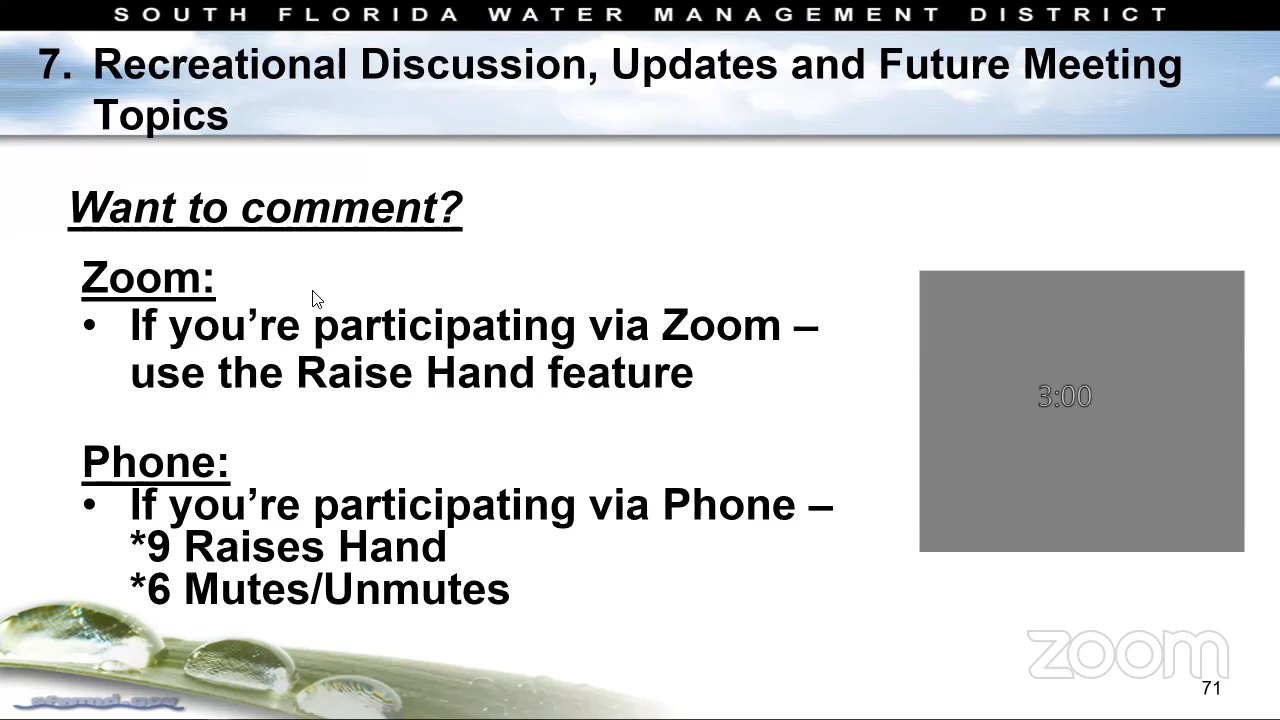 SOUTH FLORIDA WATER MANAGEMENT DISTRICT
7. Recreational Discussion, Updates and Future Meeting
Topics
Want to comment?
Zoom:
• If you’re participating via Zoom –
use the Raise Hand feature
3:00
Phone:
• If you’re participating via Phone –
*9 Raises Hand
*6 Mutes/Unmutes
zoom
71
sfwmd.gov